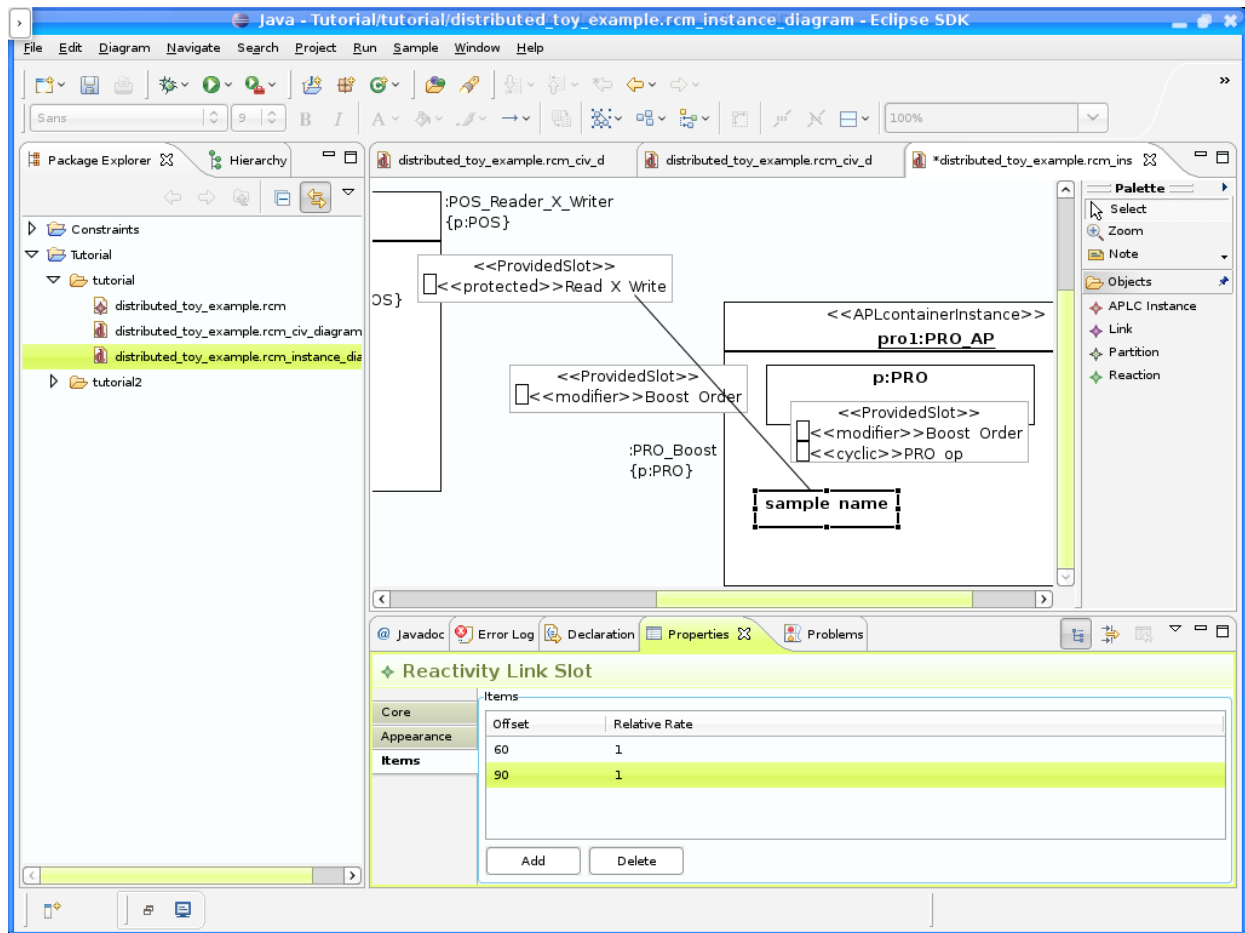 Java - Tutorial/tutorial/distributed_toy_example.rcm_instance_diagram - Eclipse SDK
File Edit Diagram Navigate Search Project Run Sample Window Help
Sans 9 B I A 100%
Package Explorer Hierarchy
Constraints
Tutorial
tutorial
distributed_toy_example.rcm
distributed_toy_example.rcm_civ_diagram
distributed_toy_example.rcm_instance_dia
tutorial2
distributed_toy_example.rcm_civ_d distributed_toy_example.rcm_civ_d *distributed_toy_example.rcm_ins
:POS_Reader_X_Writer
{p:POS}
<<ProvidedSlot>>
<<protected>>Read X Write
OS}
<<APLcontainerInstance>>
pro1:PRO_AP
<<ProvidedSlot>>
<<modifier>>Boost Order
p:PRO
<<ProvidedSlot>>
<<modifier>>Boost Order
<<cyclic>>PRO op
:PRO_Boost
{p:PRO}
sample name
Palette
Select
Zoom
Note
Objects
APLC Instance
Link
Partition
Reaction
@ Javadoc Error Log Declaration Properties Problems
Reactivity Link Slot
Core
Appearance
Items
Items
Offset Relative Rate
60 1
90 1
Add Delete